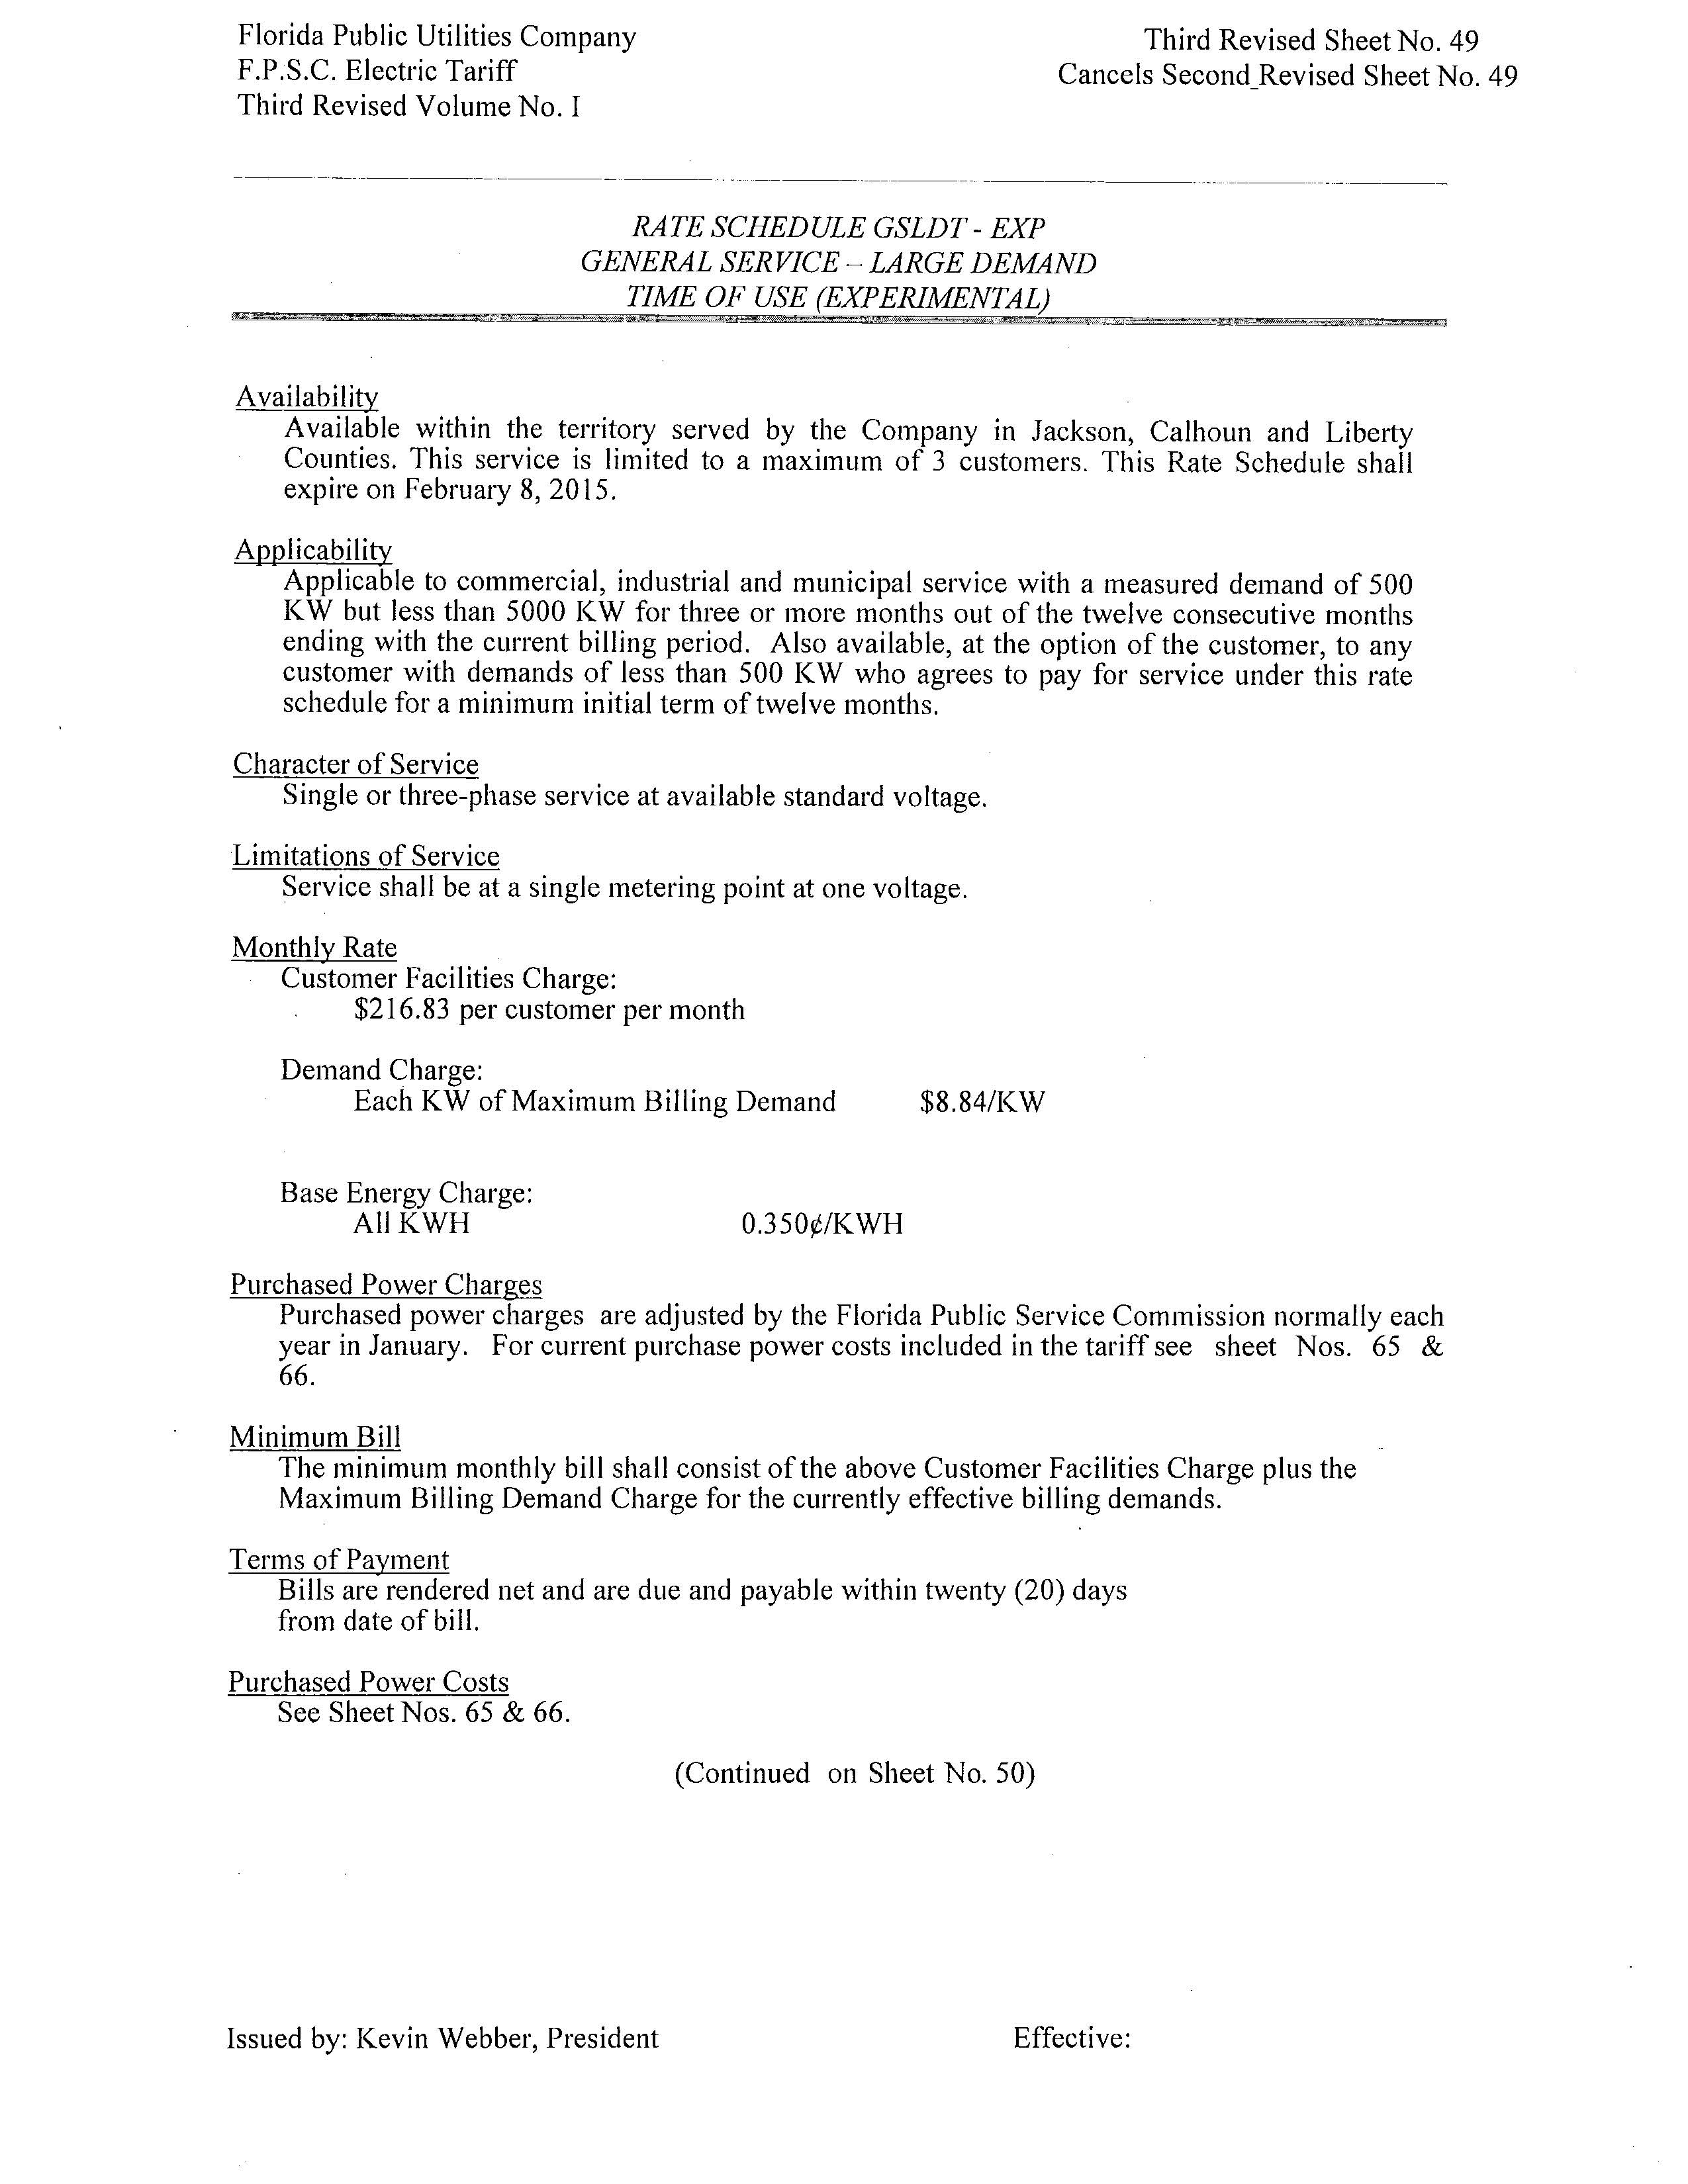 Florida Public Utilities Company
F.P.S.C. Electric Tariff
Third Revised Volume No. I
Third Revised Sheet No. 49
Cancels Second_Revised Sheet No. 49
RATE SCHEDULE GSLDT - EXP
GENERAL SERVICE – LARGE DEMAND
TIME OF USE (EXPERIMENTAL)
Availability
Available within the territory served by the Company in Jackson, Calhoun and Liberty
Counties. This service is limited to a maximum of 3 customers. This Rate Schedule shall
expire on February 8, 2015.
Applicability
Applicable to commercial, industrial and municipal service with a measured demand of 500
KW but less than 5000 KW for three or more months out of the twelve consecutive months
ending with the current billing period. Also available, at the option of the customer, to any
customer with demands of less than 500 KW who agrees to pay for service under this rate
schedule for a minimum initial term of twelve months.
Character of Service
Single or three-phase service at available standard voltage.
Limitations of Service
Service shall be at a single metering point at one voltage.
Monthly Rate
Customer Facilities Charge:
$216.83 per customer per month
Demand Charge:
Each KW of Maximum Billing Demand $8.84/KW
Base Energy Charge:
All KWH 0.350¢/KWH
Purchased Power Charges
Purchased power charges are adjusted by the Florida Public Service Commission normally each
year in January. For current purchase power costs included in the tariff see sheet Nos. 65 &
66.
Minimum Bill
The minimum monthly bill shall consist of the above Customer Facilities Charge plus the
Maximum Billing Demand Charge for the currently effective billing demands.
Terms of Payment
Bills are rendered net and are due and payable within twenty (20) days
from date of bill.
Purchased Power Costs
See Sheet Nos. 65 & 66.
(Continued on Sheet No. 50)
Issued by: Kevin Webber, President
Effective: